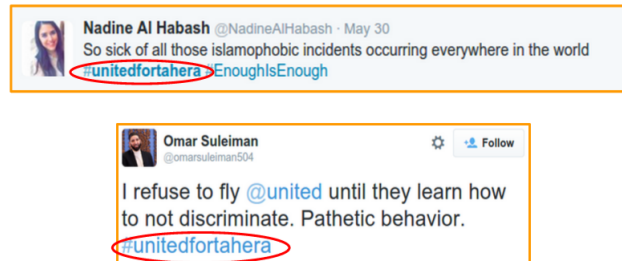 Nadine Al Habash @NadineAlHabash · May 30
So sick of all those islamophobic incidents occurring everywhere in the world
#unitedfortahera #EnoughIsEnough
Omar Suleiman
Follow
@omarsuleiman504
I refuse to fly @united until they learn how
to not discriminate. Pathetic behavior.
#unitedfortahera